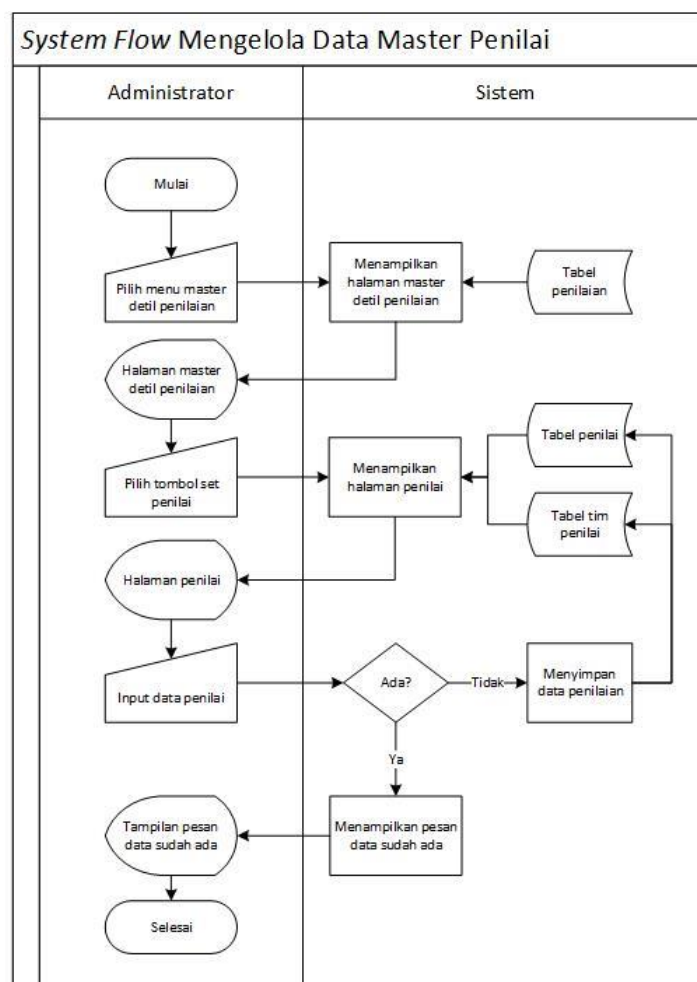 System Flow Mengelola Data Master Penilai
Administrator
Sistem
Mulai
Pilih menu master
detil penilaian
Menampilkan
halaman master
detil penilaian
Tabel
penilaian
Halaman master
detil penilaian
Pilih tombol set
penilai
Menampilkan
halaman penilai
Tabel penilai
Tabel tim
penilai
Halaman penilai
Input data penilai
Ada?
Tidak
Menyimpan
data penilaian
Ya
Tampilan pesan
data sudah ada
Menampilkan pesan
data sudah ada
Selesai